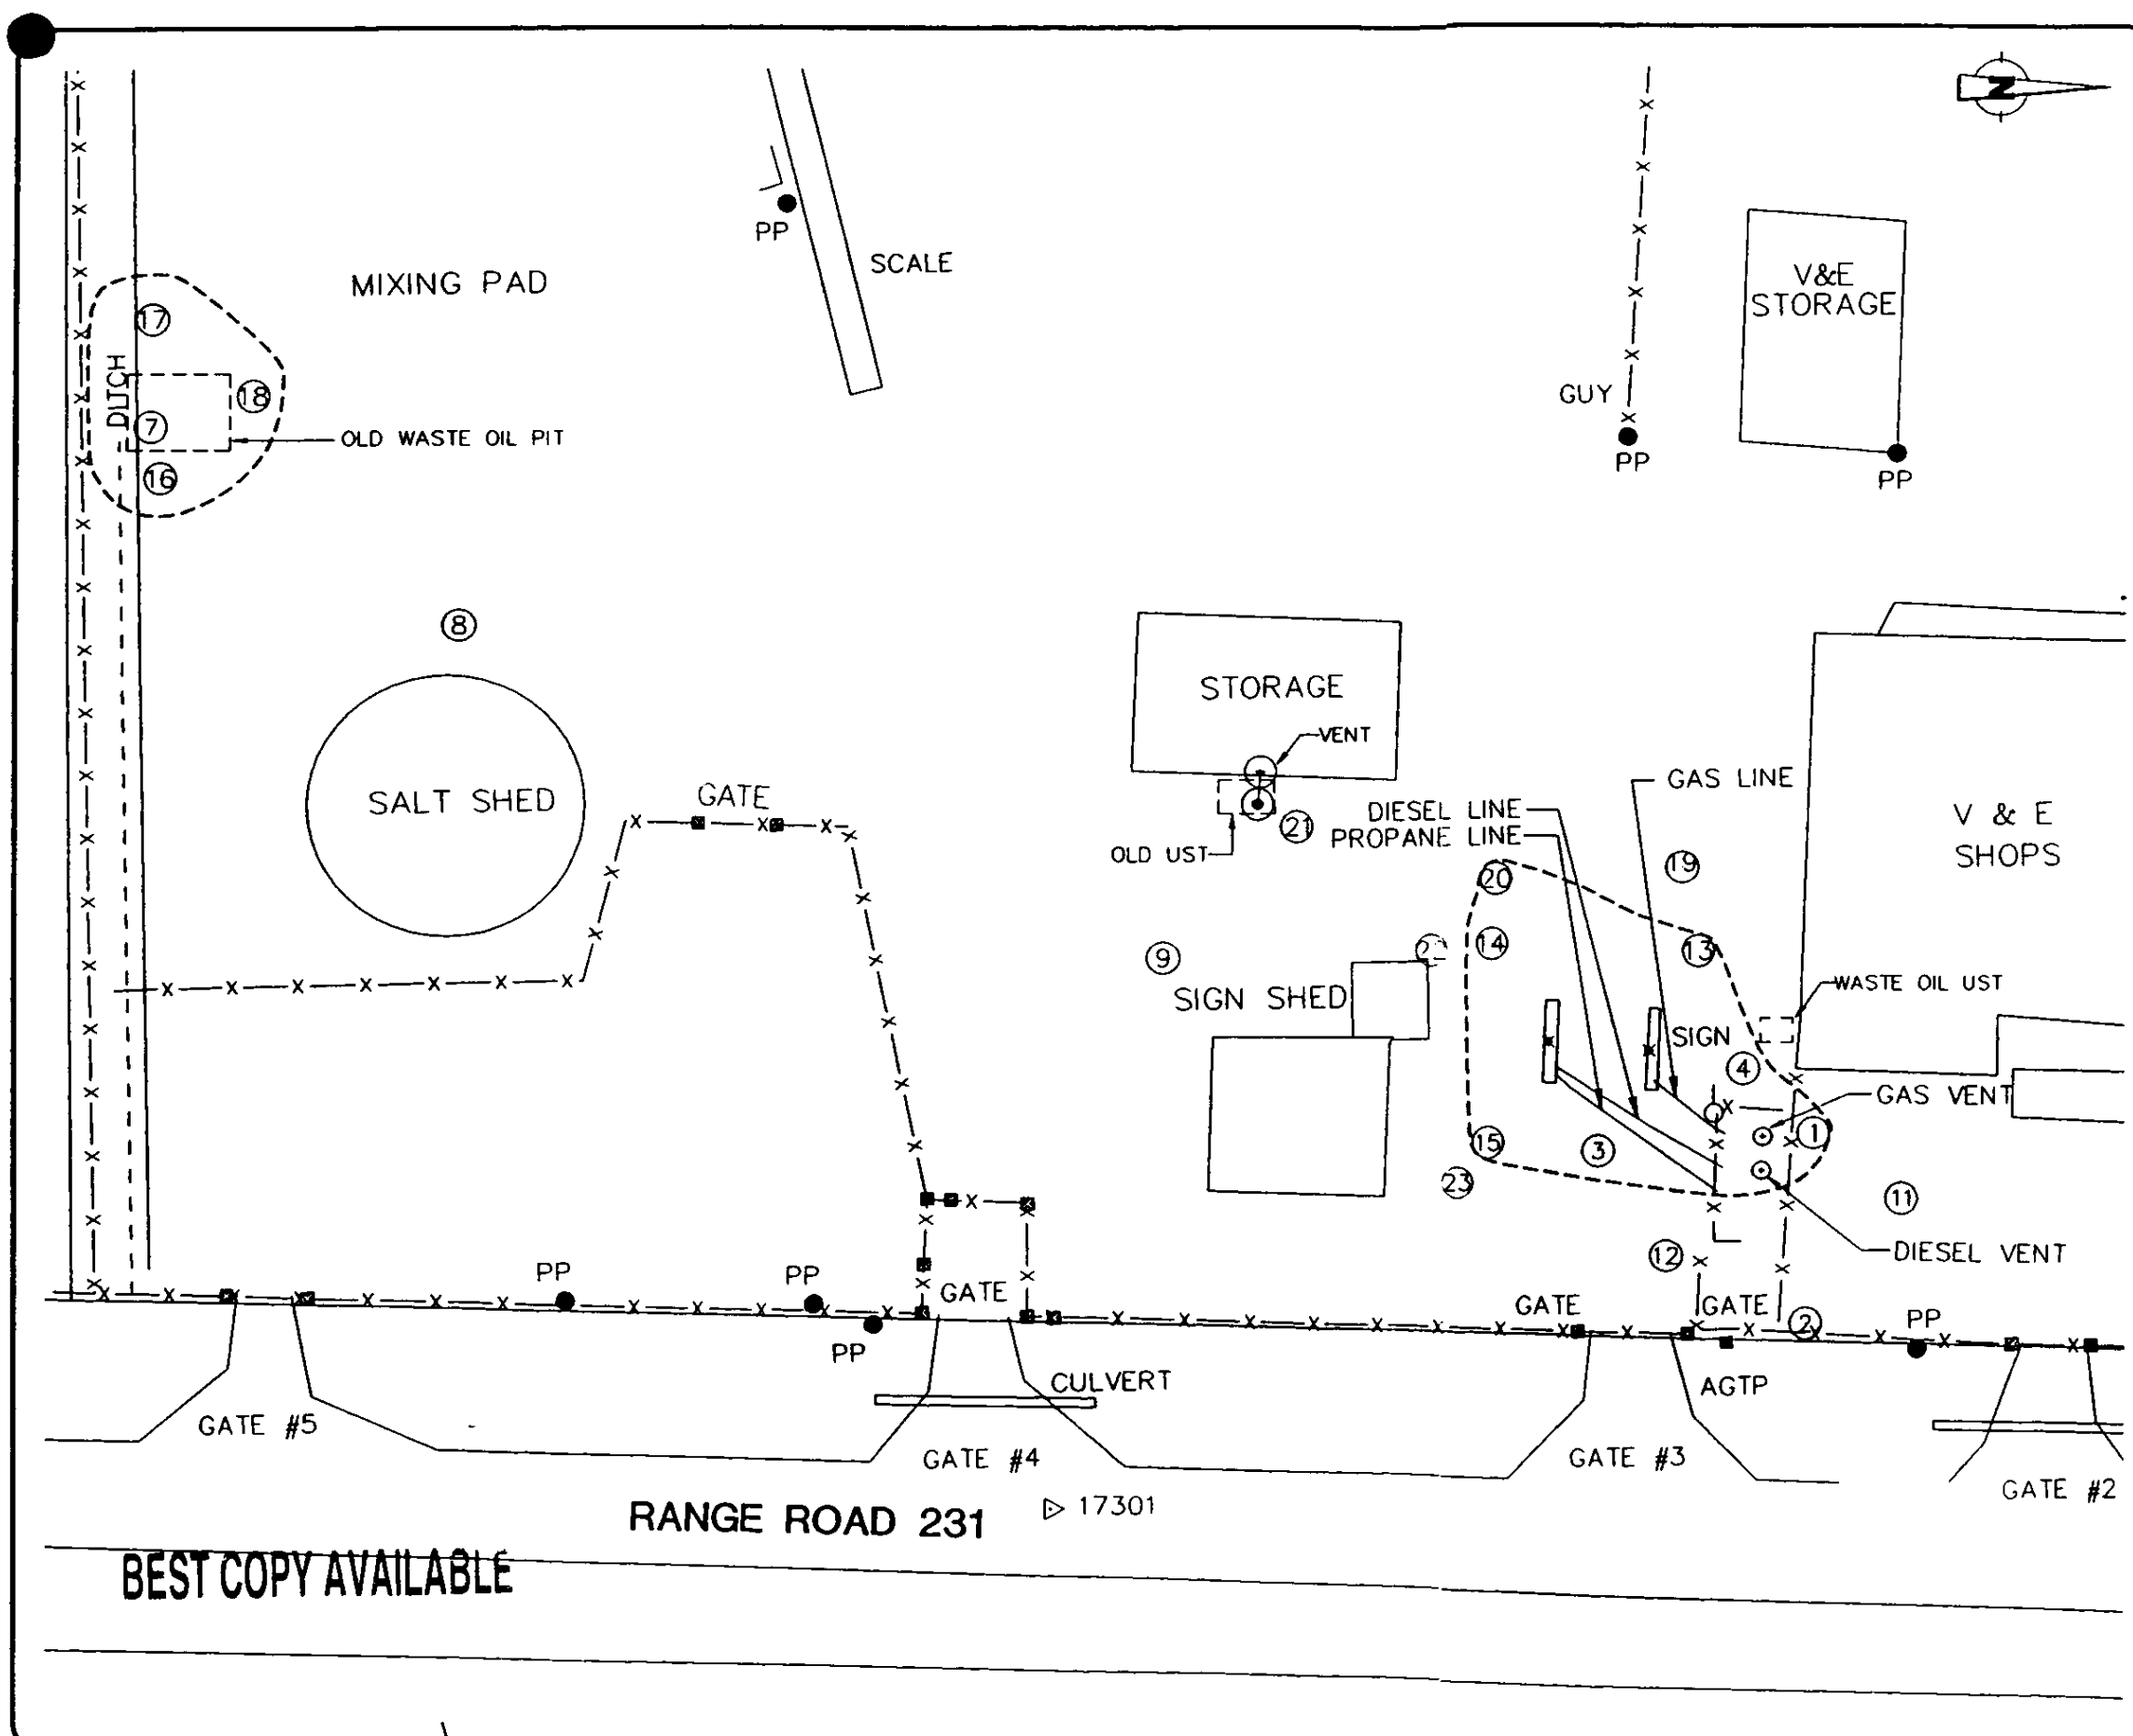 N
PP
SCALE
MIXING PAD
17
DITCH
18
7
OLD WASTE OIL PIT
16
V&E
STORAGE
GUY
PP
PP
8
SALT SHED
GATE
STORAGE
VENT
OLD UST
21
DIESEL LINE
PROPANE LINE
GAS LINE
V & E
SHOPS
19
20
14
13
9
SIGN SHED
WASTE OIL UST
SIGN
4
GAS VENT
1
15
3
23
11
12
DIESEL VENT
PP
PP
PP
GATE
GATE
GATE
2
PP
CULVERT
AGTP
GATE #5
GATE #4
GATE #3
GATE #2
RANGE ROAD 231
17301
BEST COPY AVAILABLE